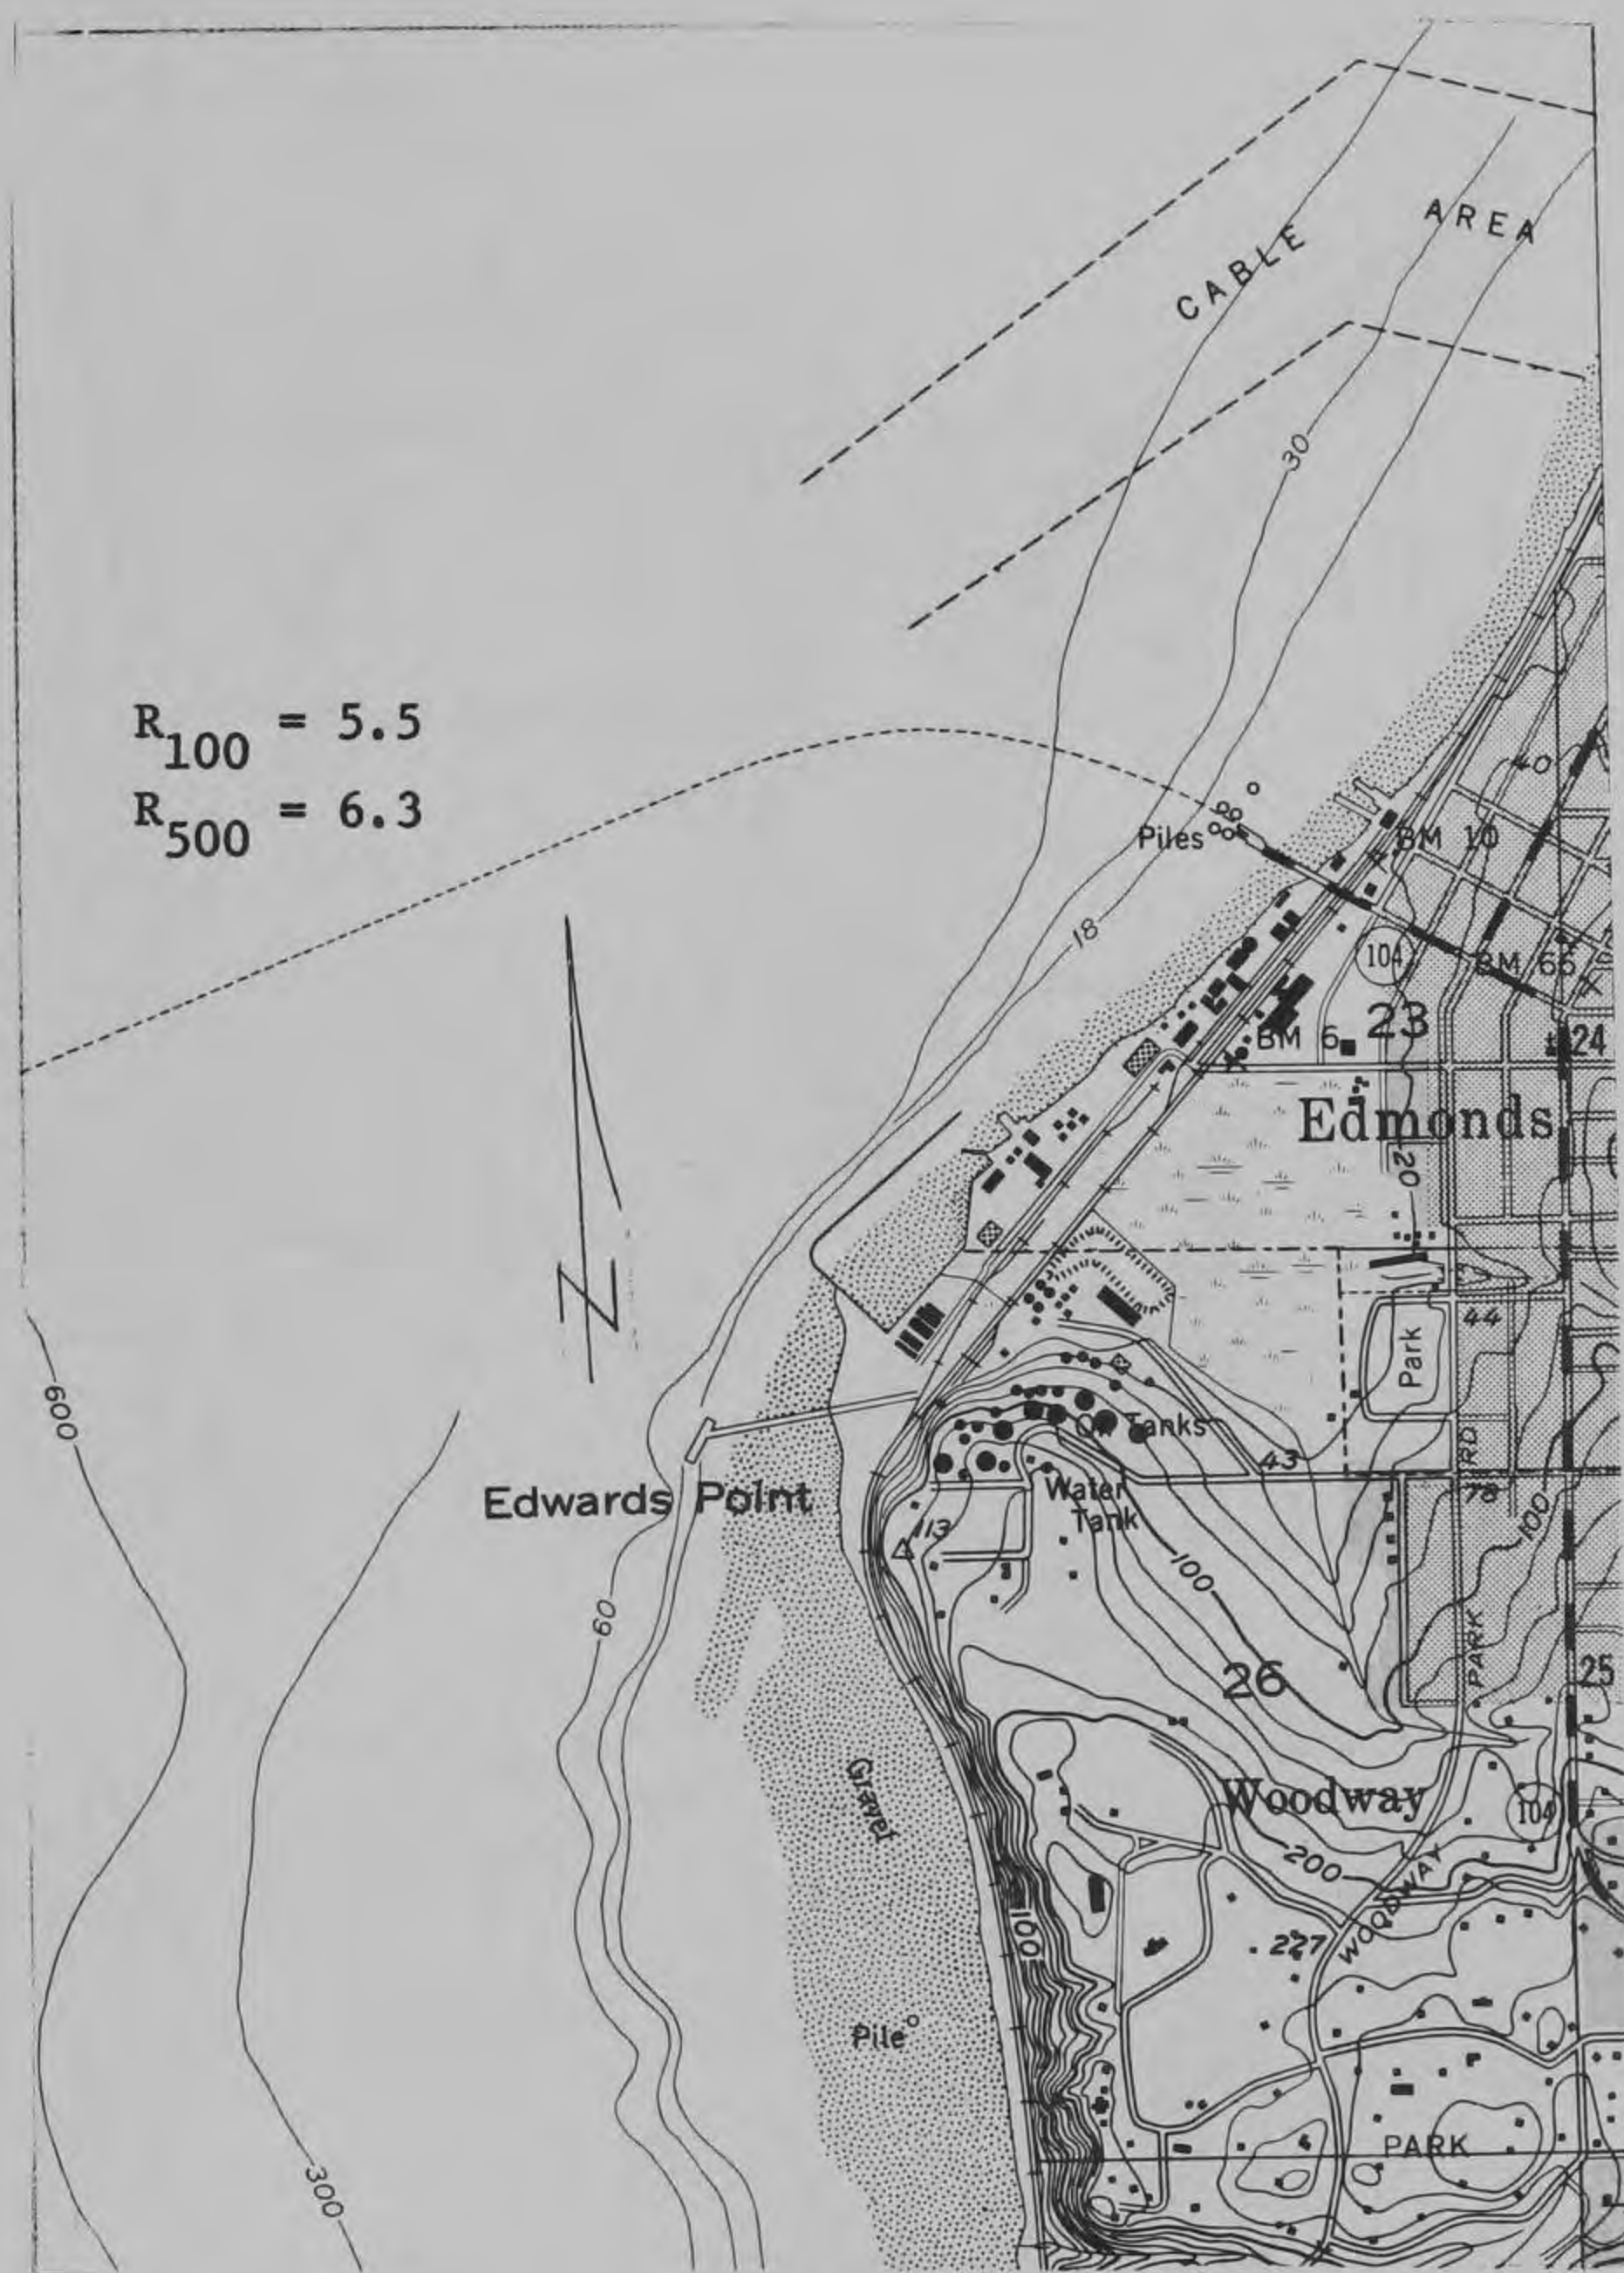 CABLE AREA
30
R100 = 5.5
R500 = 6.3
40
Piles
BM 10
18
104
BM 66
BM 6
23
24
Edmonds
20
N
44
Park
600
Oil Tanks
RD
43
Edwards Point
Water
Tank
78
100
113
100
60
PARK
26
25
Gravel
Woodway
104
200
WOODWAY
100
227
Pile
PARK
300